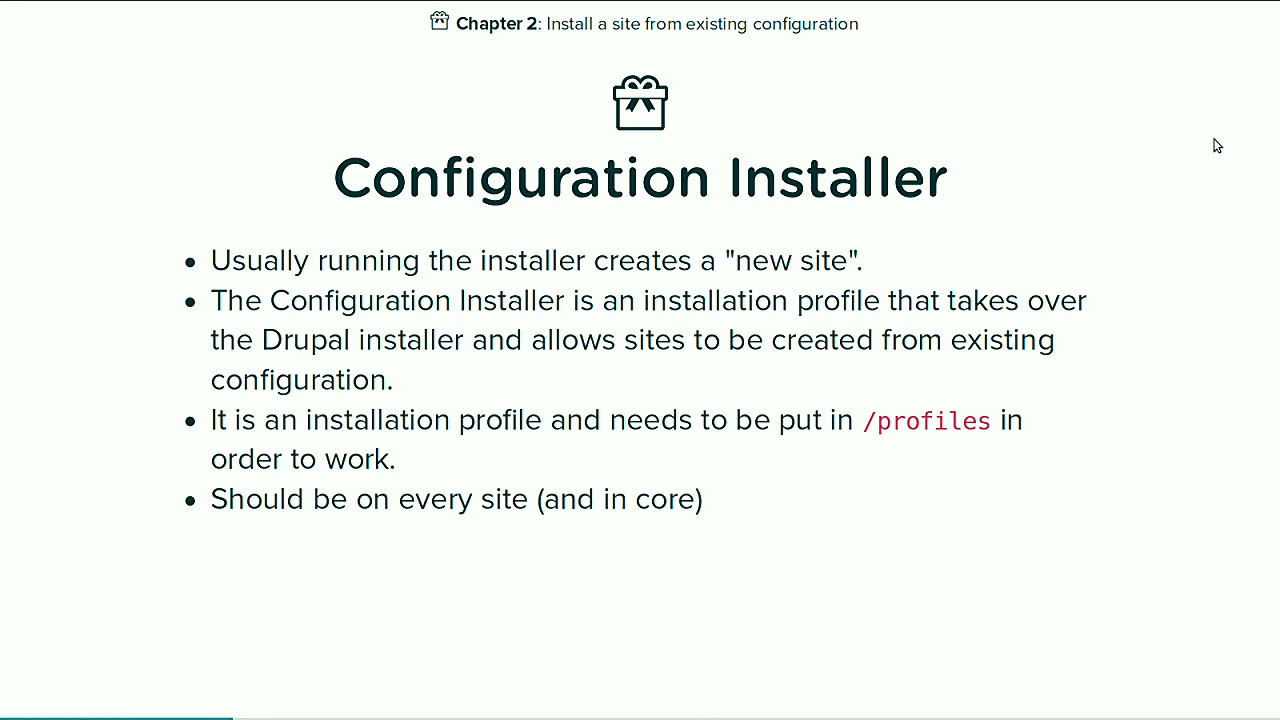 Chapter 2: Install a site from existing configuration
Configuration Installer
• Usually running the installer creates a "new site".
• The Configuration Installer is an installation profile that takes over
the Drupal installer and allows sites to be created from existing
configuration.
• It is an installation profile and needs to be put in /profiles in
order to work.
• Should be on every site (and in core)